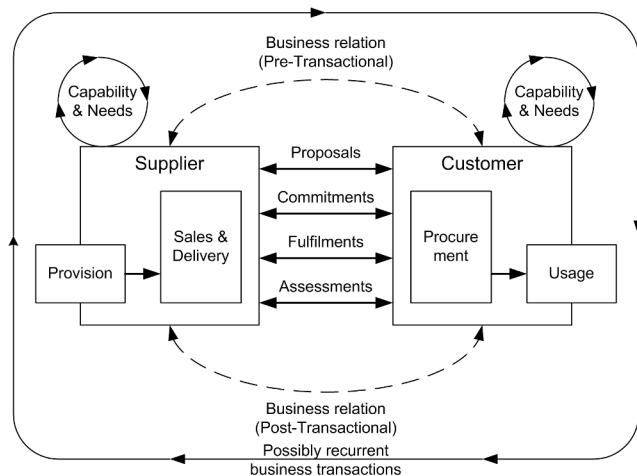 Business relation
(Pre-Transactional)
Capability
& Needs
Capability
& Needs
Supplier
Customer
Proposals
Commitments
Fulfilments
Assessments
Sales &
Delivery
Procure
ment
Provision
Usage
Business relation
(Post-Transactional)
Possibly recurrent
business transactions